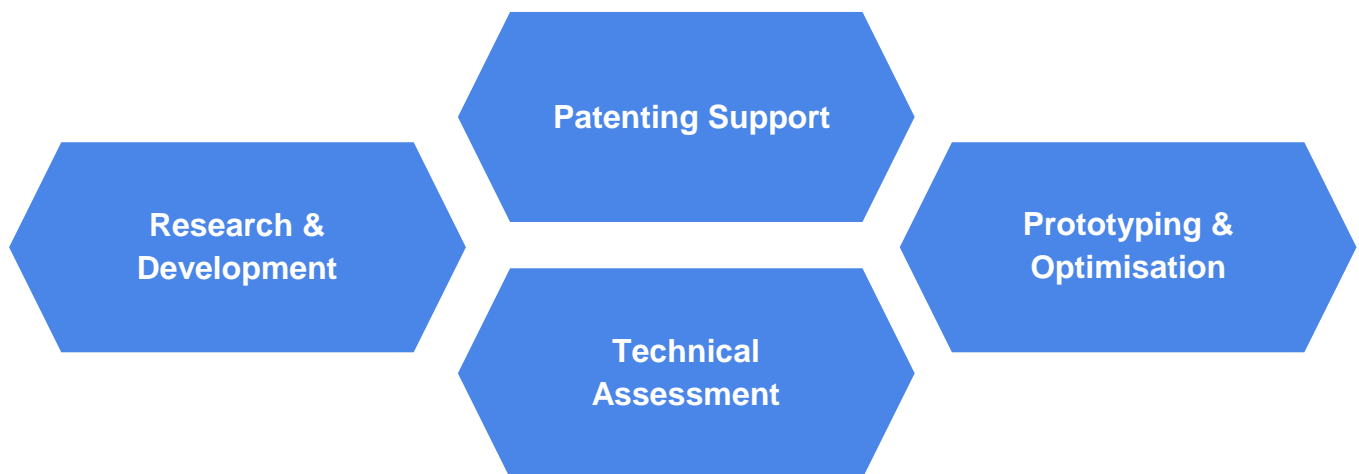 Patenting Support
Research &
Development
Prototyping &
Optimisation
Technical
Assessment